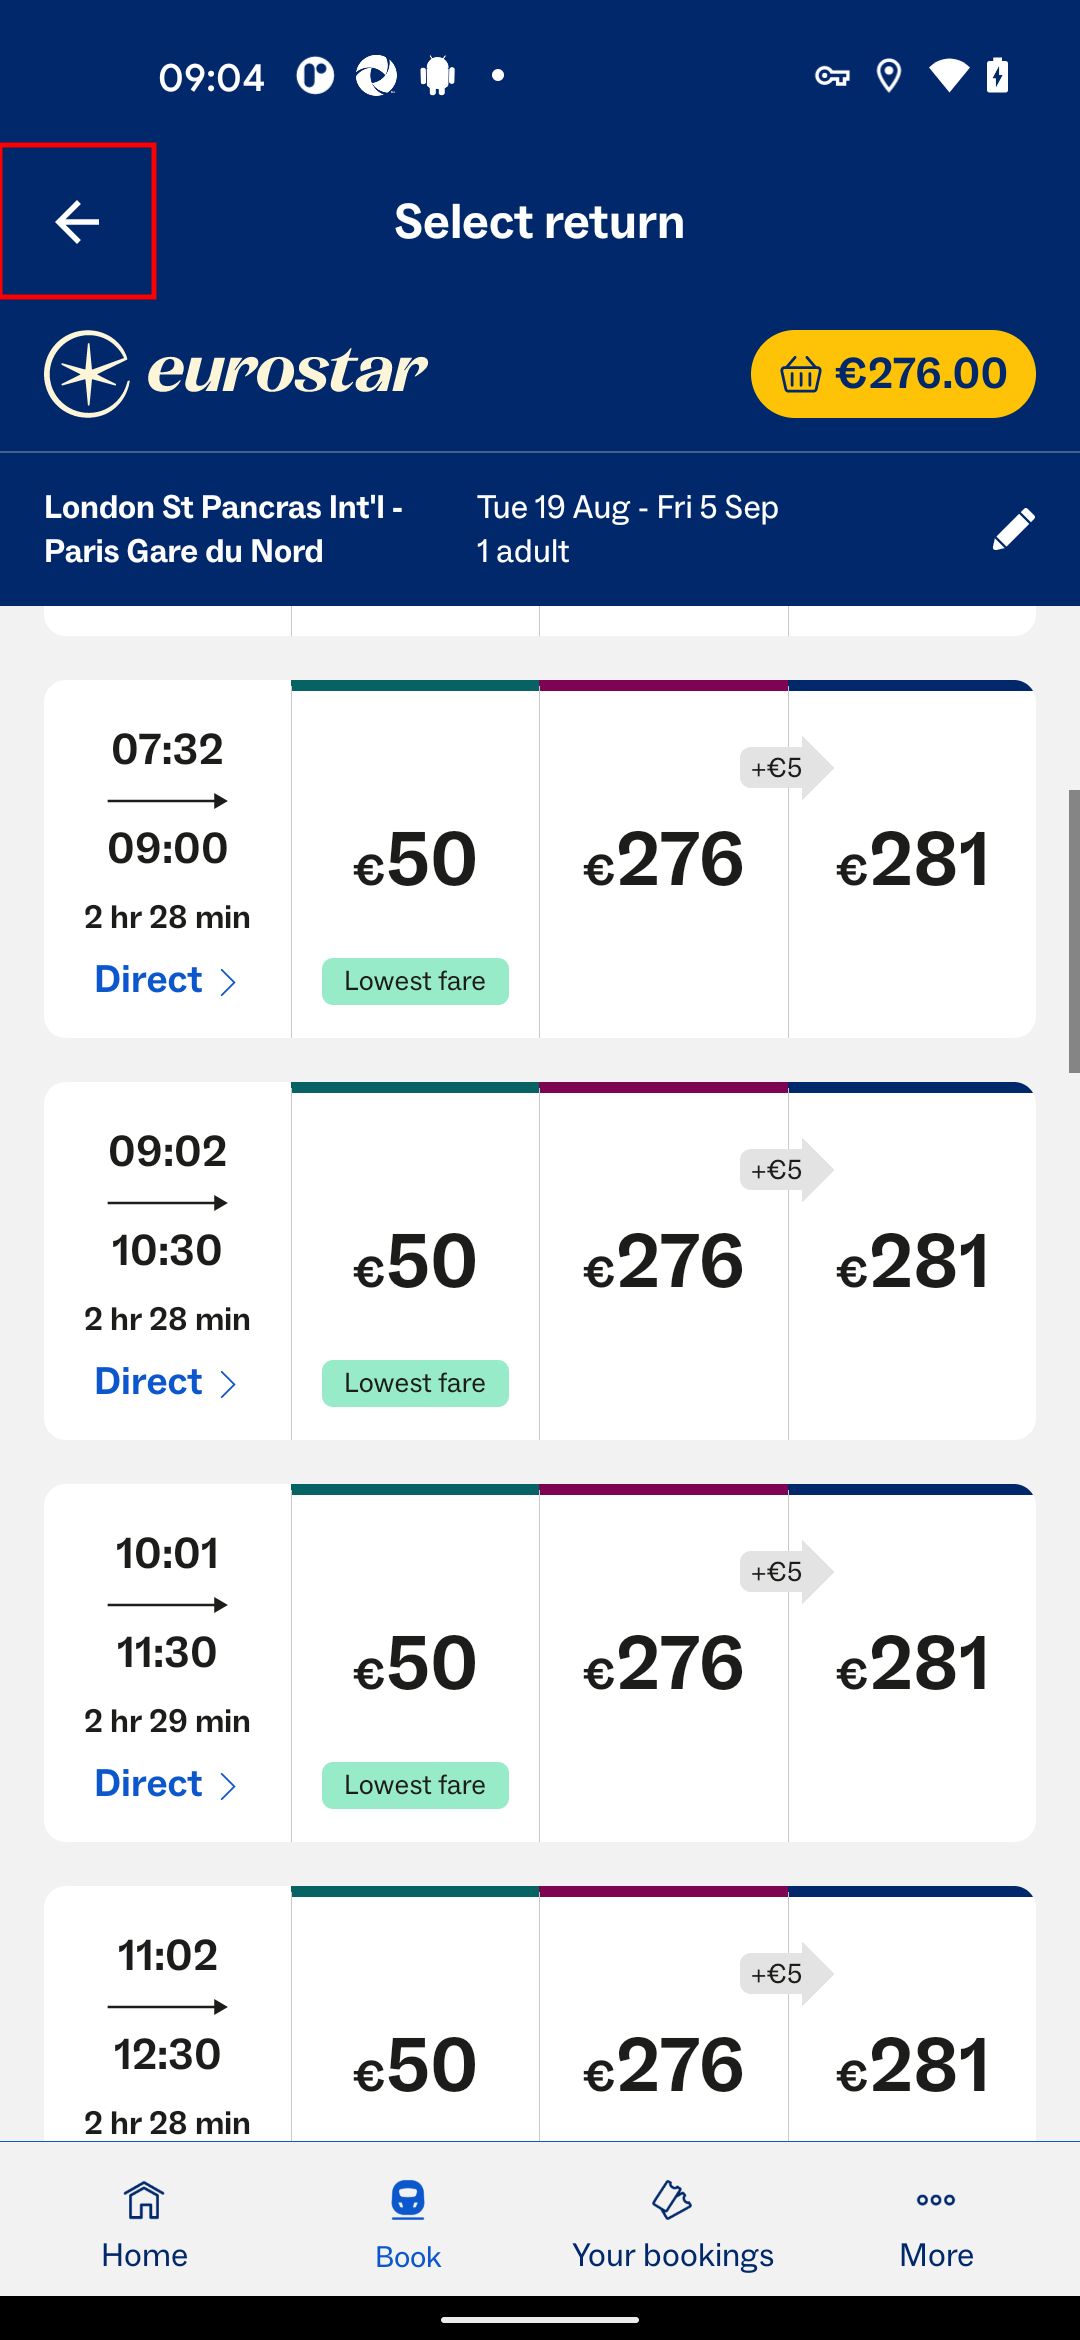 09:04
Select return
eurostar
€276.00
London St Pancras Int'l -
Paris Gare du Nord
Tue 19 Aug - Fri 5 Sep
1 adult
07:32
09:00
2 hr 28 min
Direct
€50
Lowest fare
€276
+€5
€281
09:02
10:30
2 hr 28 min
Direct
€50
Lowest fare
€276
+€5
€281
10:01
11:30
2 hr 29 min
Direct
€50
Lowest fare
€276
+€5
€281
11:02
12:30
2 hr 28 min
€50
€276
+€5
€281
Home
Book
Your bookings
More